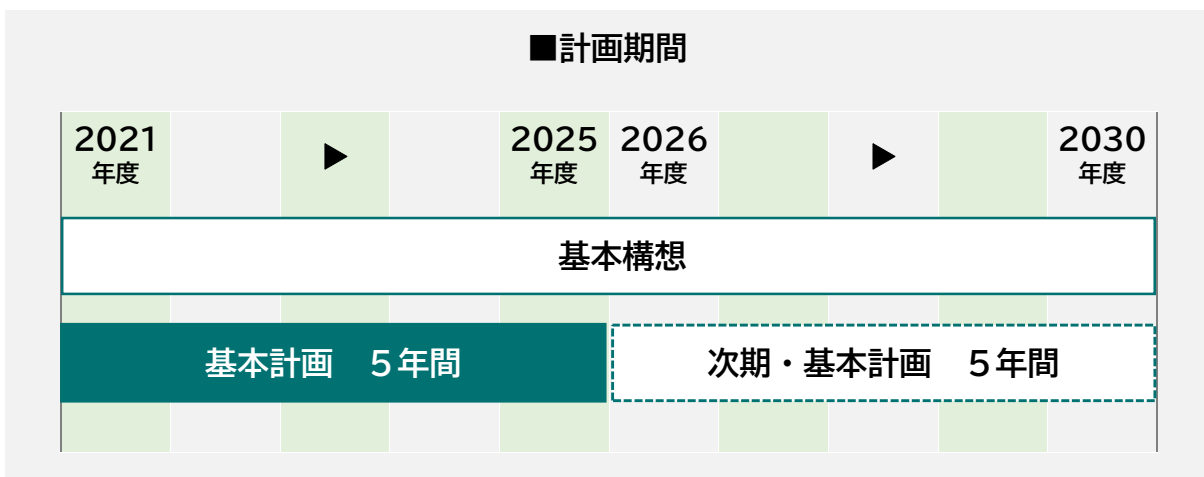 ■計画期間
2021 ▶ 2025 2026 ▶ 2030
年度 年度 年度 年度
基本構想
基本計画　５年間 次期・基本計画　５年間